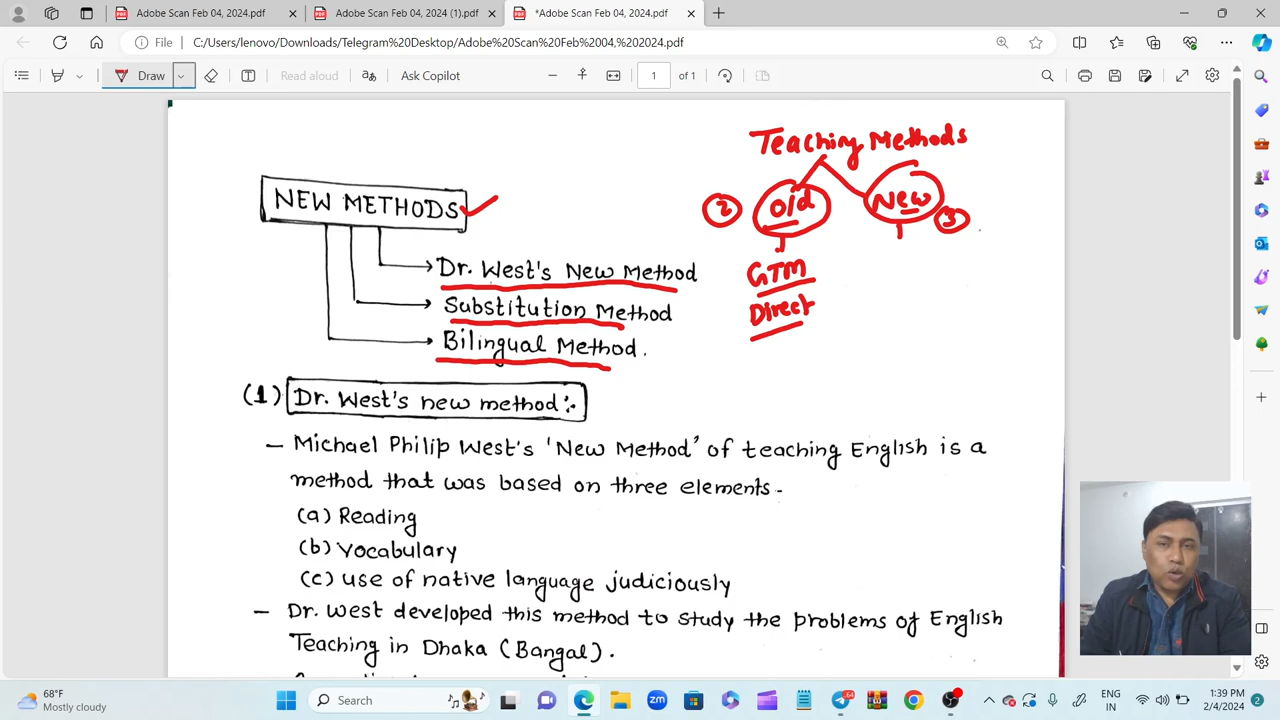 Adobe Scan Feb 04, 2024.pdf
Adobe Scan Feb 04, 2024 (1).pdf
*Adobe Scan Feb 04, 2024.pdf
File
C:/Users/lenovo/Downloads/Telegram%20Desktop/Adobe%20Scan%20Feb%2004,%202024.pdf
Draw
Read aloud
Ask Copilot
1 of 1
Teaching Methods
NEW METHODS
2 Old
New 3
Dr. West's New Method
GTM
Substitution Method
Direct
Bilingual Method.
(1) Dr. West's new method:-
- Michael Philip West's 'New Method' of teaching English is a
method that was based on three elements -
(a) Reading
(b) Vocabulary
(c) use of native language judiciously
- Dr. West developed this method to study the problems of English
Teaching in Dhaka (Bangal).
68°F
Mostly cloudy
Search
ENG
IN
1:39 PM
2/4/2024
2